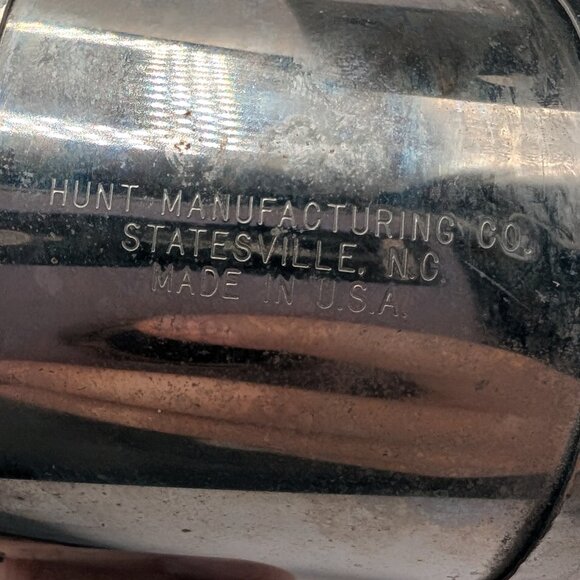 HUNT MANUFACTURING CO.
STATESVILLE, N.C.
MADE IN U.S.A.